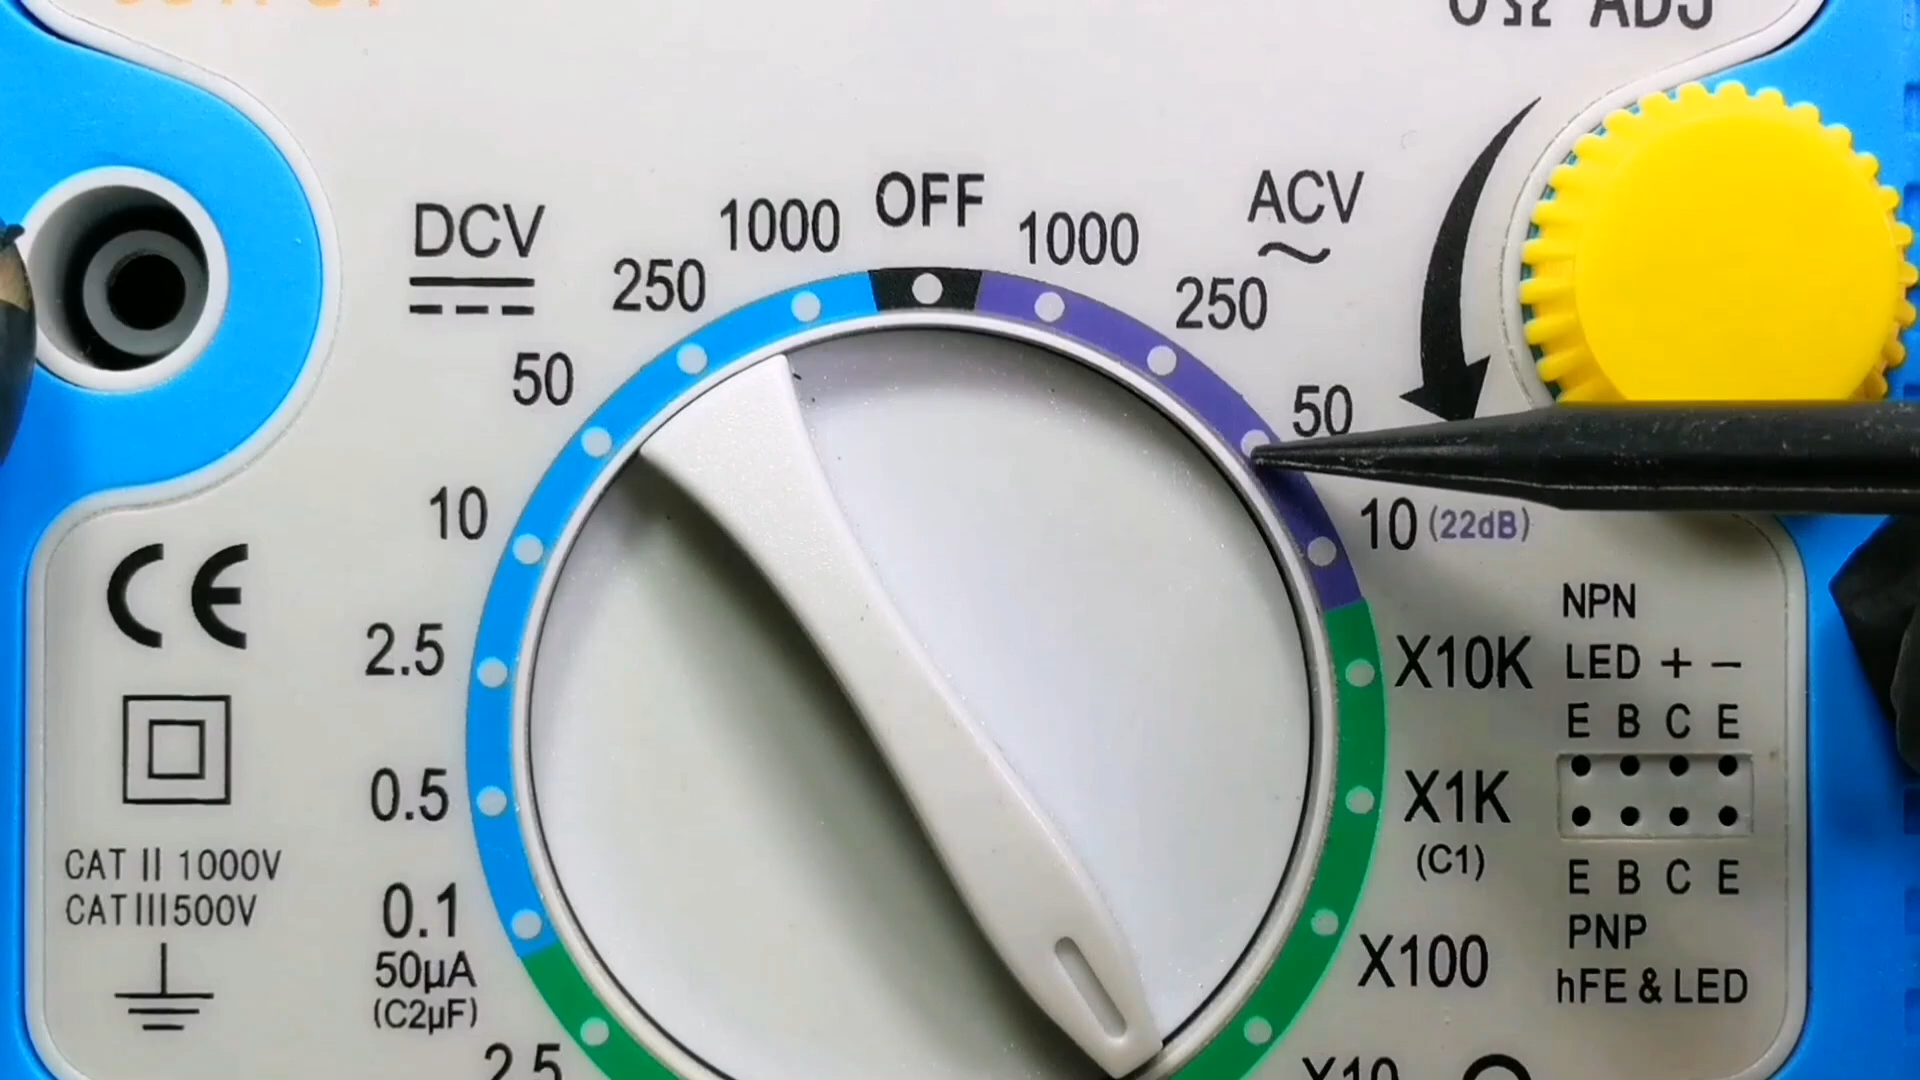 0Ω ADJ
OFF
DCV
1000
1000
ACV
250
250
50
50
10
10 (22dB)
CE
NPN
2.5
X10K
LED + −
E B C E
0.5
X1K
(C1)
CAT II 1000V
CAT III 500V
E B C E
0.1
50µA
(C2µF)
X100
PNP
hFE & LED
2.5
X10